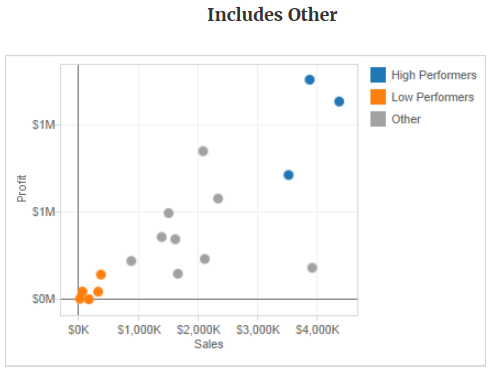 Includes Other
High Performers
Low Performers
Other
$1M
$1M
$0M
Profit
$0K $1,000K $2,000K $3,000K $4,000K
Sales